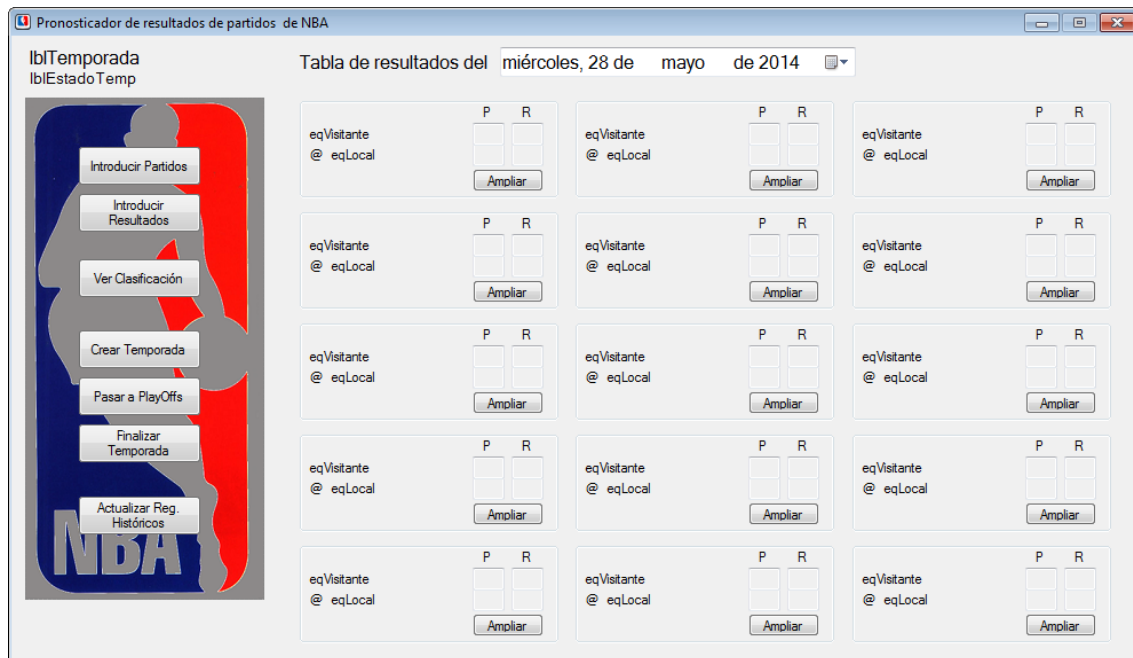 Pronosticador de resultados de partidos de NBA
lblTemporada
lblEstadoTemp
Tabla de resultados del miércoles, 28 de mayo de 2014
Introducir Partidos
Introducir
Resultados
Ver Clasificación
Crear Temporada
Pasar a PlayOffs
Finalizar
Temporada
Actualizar Reg.
Históricos
NBA
P R P R P R
eqVisitante eqVisitante eqVisitante
@ eqLocal @ eqLocal @ eqLocal
Ampliar Ampliar Ampliar
P R P R P R
eqVisitante eqVisitante eqVisitante
@ eqLocal @ eqLocal @ eqLocal
Ampliar Ampliar Ampliar
P R P R P R
eqVisitante eqVisitante eqVisitante
@ eqLocal @ eqLocal @ eqLocal
Ampliar Ampliar Ampliar
P R P R P R
eqVisitante eqVisitante eqVisitante
@ eqLocal @ eqLocal @ eqLocal
Ampliar Ampliar Ampliar
P R P R P R
eqVisitante eqVisitante eqVisitante
@ eqLocal @ eqLocal @ eqLocal
Ampliar Ampliar Ampliar